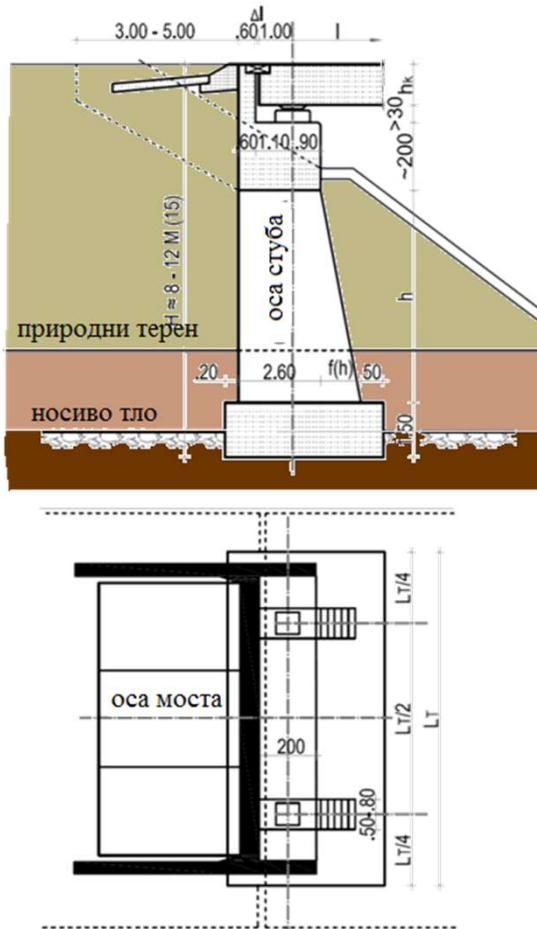 Δl
3.00 - 5.00
.60
1.00
l
hk
>30
~200
.60
1.10
.90
H ≈ 8 - 12 М (15)
оса стуба
h
природни терен
.20
2.60
f(h)
.50
носиво тло
1.50
LT/4
оса моста
LT/2
LT
200
.50-.80
LT/4